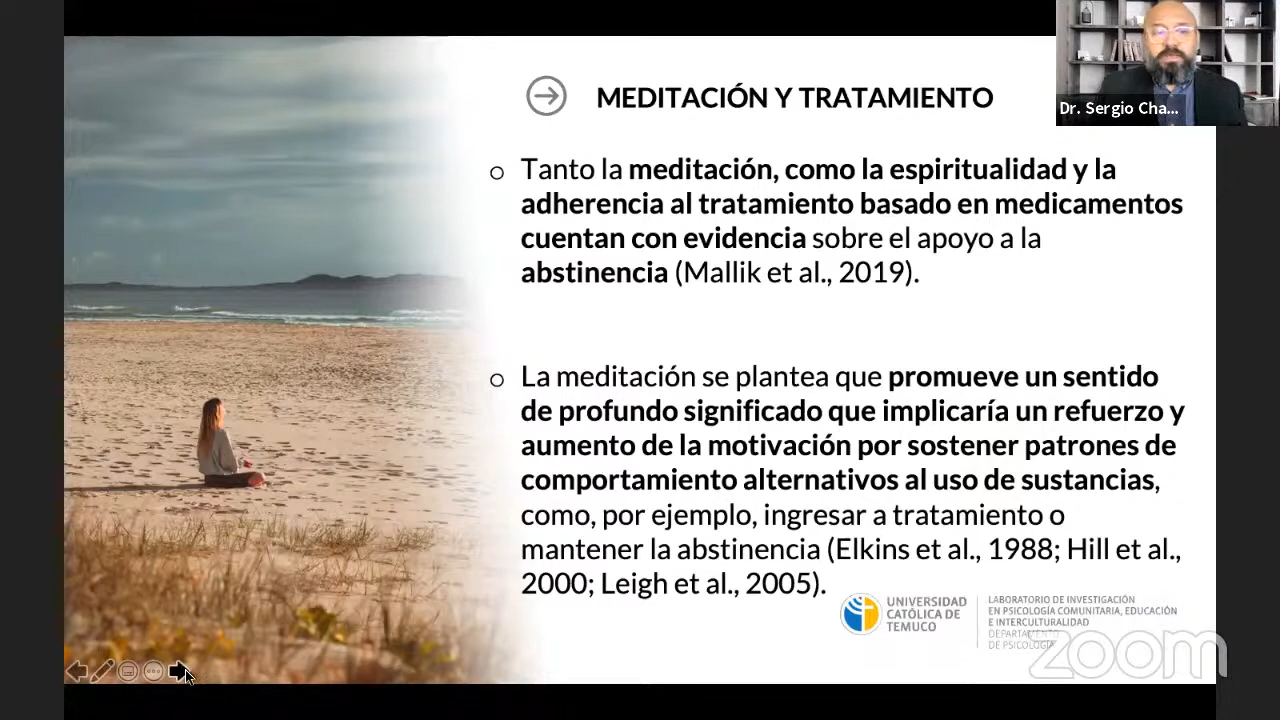 Dr. Sergio Cha...
MEDITACIÓN Y TRATAMIENTO
Tanto la meditación, como la espiritualidad y la
adherencia al tratamiento basado en medicamentos
cuentan con evidencia sobre el apoyo a la
abstinencia (Mallik et al., 2019).
La meditación se plantea que promueve un sentido
de profundo significado que implicaría un refuerzo y
aumento de la motivación por sostener patrones de
comportamiento alternativos al uso de sustancias,
como, por ejemplo, ingresar a tratamiento o
mantener la abstinencia (Elkins et al., 1988; Hill et al.,
2000; Leigh et al., 2005).
UNIVERSIDAD
CATÓLICA DE
TEMUCO
LABORATORIO DE INVESTIGACIÓN
EN PSICOLOGÍA COMUNITARIA, EDUCACIÓN
E INTERCULTURALIDAD
DEPARTAMENTO
DE PSICOLOGÍA
zoom